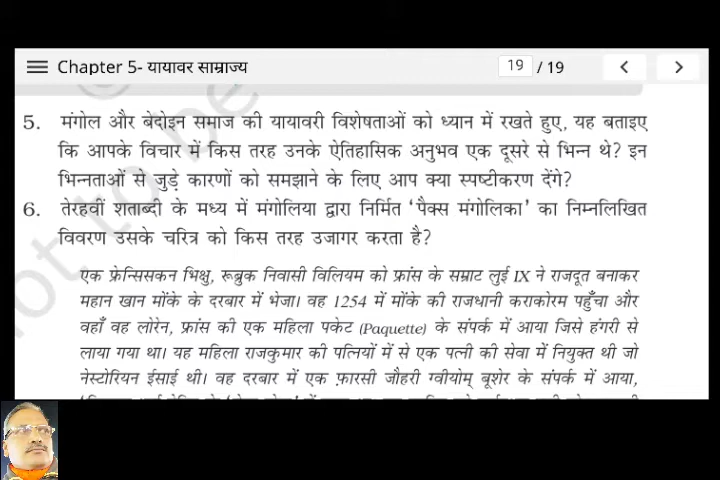 Chapter 5- यायावर साम्राज्य
19 / 19
5. मंगोल और बेदोइन समाज की यायावरी विशेषताओं को ध्यान में रखते हुए, यह बताइए
कि आपके विचार में किस तरह उनके ऐतिहासिक अनुभव एक दूसरे से भिन्न थे? इन
भिन्नताओं से जुड़े कारणों को समझाने के लिए आप क्या स्पष्टीकरण देंगे?
6. तेरहवीं शताब्दी के मध्य में मंगोलिया द्वारा निर्मित ‘पैक्स मंगोलिका’ का निम्नलिखित
विवरण उसके चरित्र को किस तरह उजागर करता है?
एक फ्रेन्सिसकन भिक्षु, रूब्रुक निवासी विलियम को फ्रांस के सम्राट लुई IX ने राजदूत बनाकर
महान खान मोंके के दरबार में भेजा। वह 1254 में मोंके की राजधानी कराकोरम पहुँचा और
वहाँ वह लोरेन, फ्रांस की एक महिला पकेट (Paquette) के संपर्क में आया जिसे हंगरी से
लाया गया था। यह महिला राजकुमार की पत्नियों में से एक पत्नी की सेवा में नियुक्त थी जो
नेस्टोरियन ईसाई थी। वह दरबार में एक फ़ारसी जौहरी ग्वीयोम् बूशेर के संपर्क में आया,
not to be